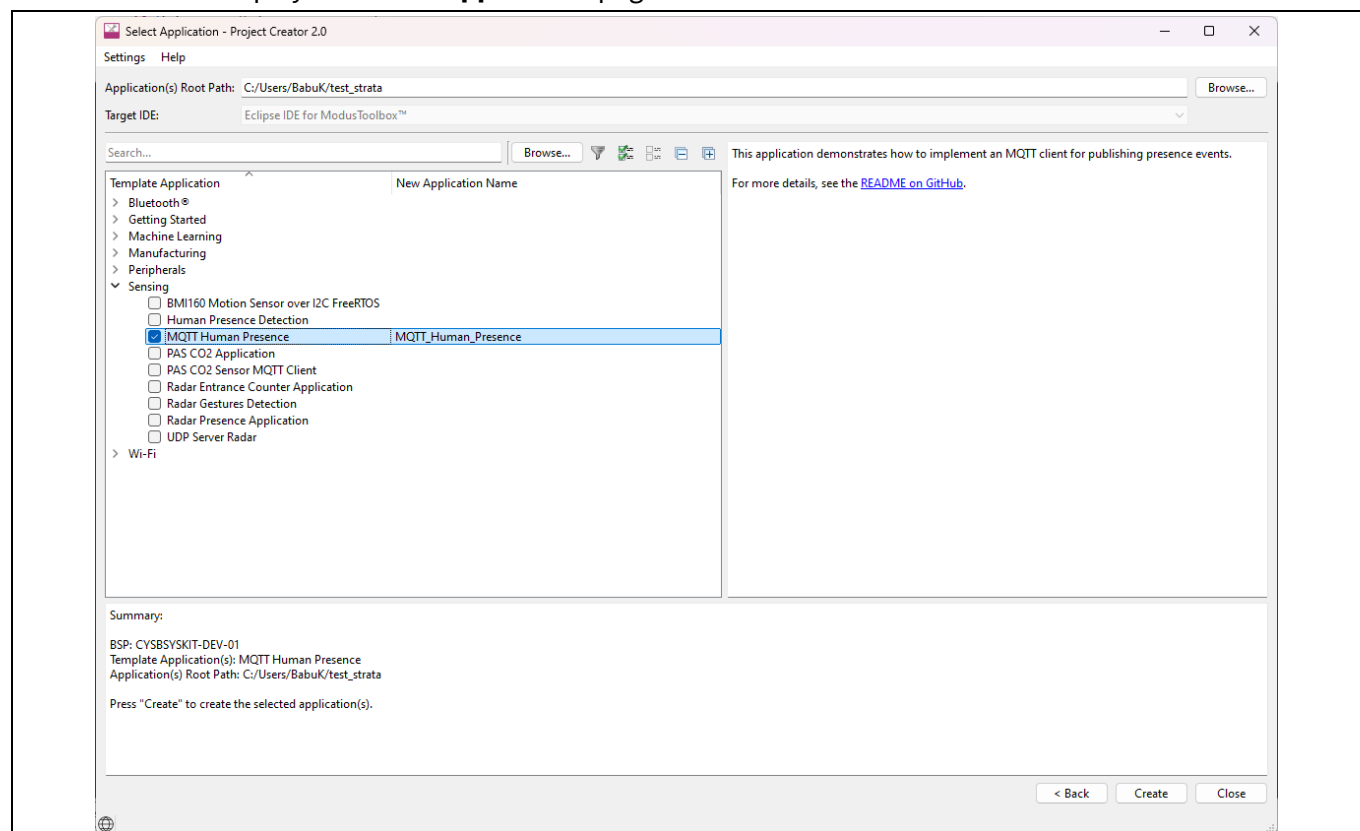 Select Application - Project Creator 2.0
Settings Help
Application(s) Root Path: C:/Users/BabuK/test_strata Browse...
Target IDE: Eclipse IDE for ModusToolbox™
Search... Browse...
This application demonstrates how to implement an MQTT client for publishing presence events.
For more details, see the README on GitHub.
Template Application New Application Name
Bluetooth®
Getting Started
Machine Learning
Manufacturing
Peripherals
Sensing
BMI160 Motion Sensor over I2C FreeRTOS
Human Presence Detection
MQTT Human Presence MQTT_Human_Presence
PAS CO2 Application
PAS CO2 Sensor MQTT Client
Radar Entrance Counter Application
Radar Gestures Detection
Radar Presence Application
UDP Server Radar
Wi-Fi
Summary:
BSP: CYSBSYSKIT-DEV-01
Template Application(s): MQTT Human Presence
Application(s) Root Path: C:/Users/BabuK/test_strata
Press "Create" to create the selected application(s).
< Back Create Close